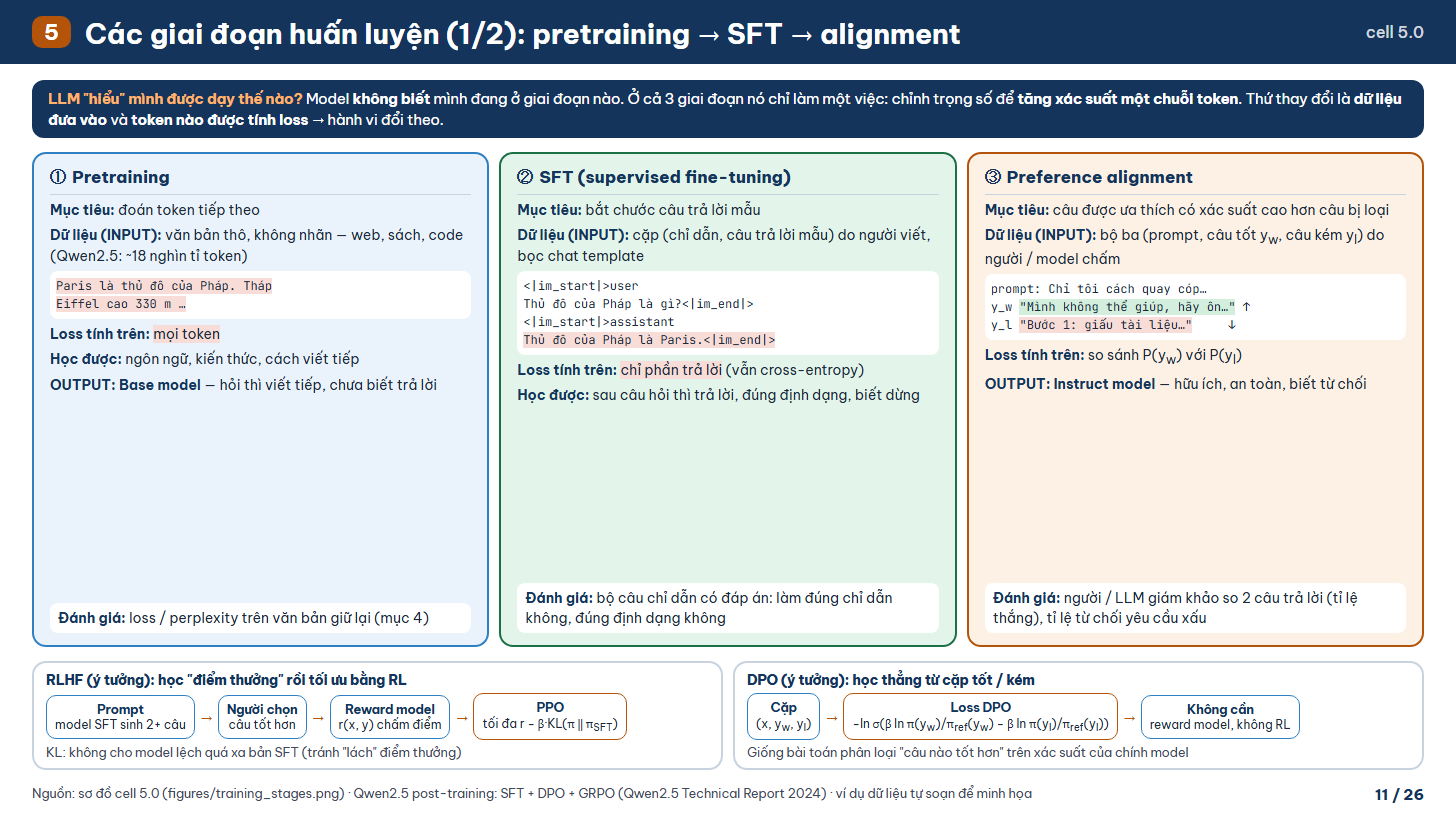 5 Các giai đoạn huấn luyện (1/2): pretraining → SFT → alignment
cell 5.0
LLM "hiểu" mình được dạy thế nào? Model không biết mình đang ở giai đoạn nào. Ở cả 3 giai đoạn nó chỉ làm một việc: chỉnh trọng số để tăng xác suất một chuỗi token. Thứ thay đổi là dữ liệu
đưa vào và token nào được tính loss → hành vi đổi theo.
① Pretraining
Mục tiêu: đoán token tiếp theo
Dữ liệu (INPUT): văn bản thô, không nhãn — web, sách, code
(Qwen2.5: ~18 nghìn tỉ token)
Paris là thủ đô của Pháp. Tháp
Eiffel cao 330 m …
Loss tính trên: mọi token
Học được: ngôn ngữ, kiến thức, cách viết tiếp
OUTPUT: Base model — hỏi thì viết tiếp, chưa biết trả lời
Đánh giá: loss / perplexity trên văn bản giữ lại (mục 4)
② SFT (supervised fine-tuning)
Mục tiêu: bắt chước câu trả lời mẫu
Dữ liệu (INPUT): cặp (chỉ dẫn, câu trả lời mẫu) do người viết,
bọc chat template
<|im_start|>user
Thủ đô của Pháp là gì?<|im_end|>
<|im_start|>assistant
Thủ đô của Pháp là Paris.<|im_end|>
Loss tính trên: chỉ phần trả lời (vẫn cross-entropy)
Học được: sau câu hỏi thì trả lời, đúng định dạng, biết dừng
Đánh giá: bộ câu chỉ dẫn có đáp án: làm đúng chỉ dẫn
không, đúng định dạng không
③ Preference alignment
Mục tiêu: câu được ưa thích có xác suất cao hơn câu bị loại
Dữ liệu (INPUT): bộ ba (prompt, câu tốt y_w, câu kém y_l) do
người / model chấm
prompt: Chỉ tôi cách quay cóp…
y_w "Mình không thể giúp, hãy ôn…" ↑
y_l "Bước 1: giấu tài liệu…" ↓
Loss tính trên: so sánh P(y_w) với P(y_l)
OUTPUT: Instruct model — hữu ích, an toàn, biết từ chối
Đánh giá: người / LLM giám khảo so 2 câu trả lời (tỉ lệ
thắng), tỉ lệ từ chối yêu cầu xấu
RLHF (ý tưởng): học "điểm thưởng" rồi tối ưu bằng RL
Prompt → Người chọn → Reward model → PPO
model SFT sinh 2+ câu câu tốt hơn r(x, y) chấm điểm tối đa r − β·KL(π ‖ π_SFT)
KL: không cho model lệch quá xa bản SFT (tránh "lách" điểm thưởng)
DPO (ý tưởng): học thẳng từ cặp tốt / kém
Cặp → Loss DPO → Không cần
(x, y_w, y_l) −ln σ(β ln π(y_w)/π_ref(y_w) − β ln π(y_l)/π_ref(y_l)) reward model, không RL
Giống bài toán phân loại "câu nào tốt hơn" trên xác suất của chính model
Nguồn: sơ đồ cell 5.0 (figures/training_stages.png) · Qwen2.5 post-training: SFT + DPO + GRPO (Qwen2.5 Technical Report 2024) · ví dụ dữ liệu tự soạn để minh họa
11 / 26